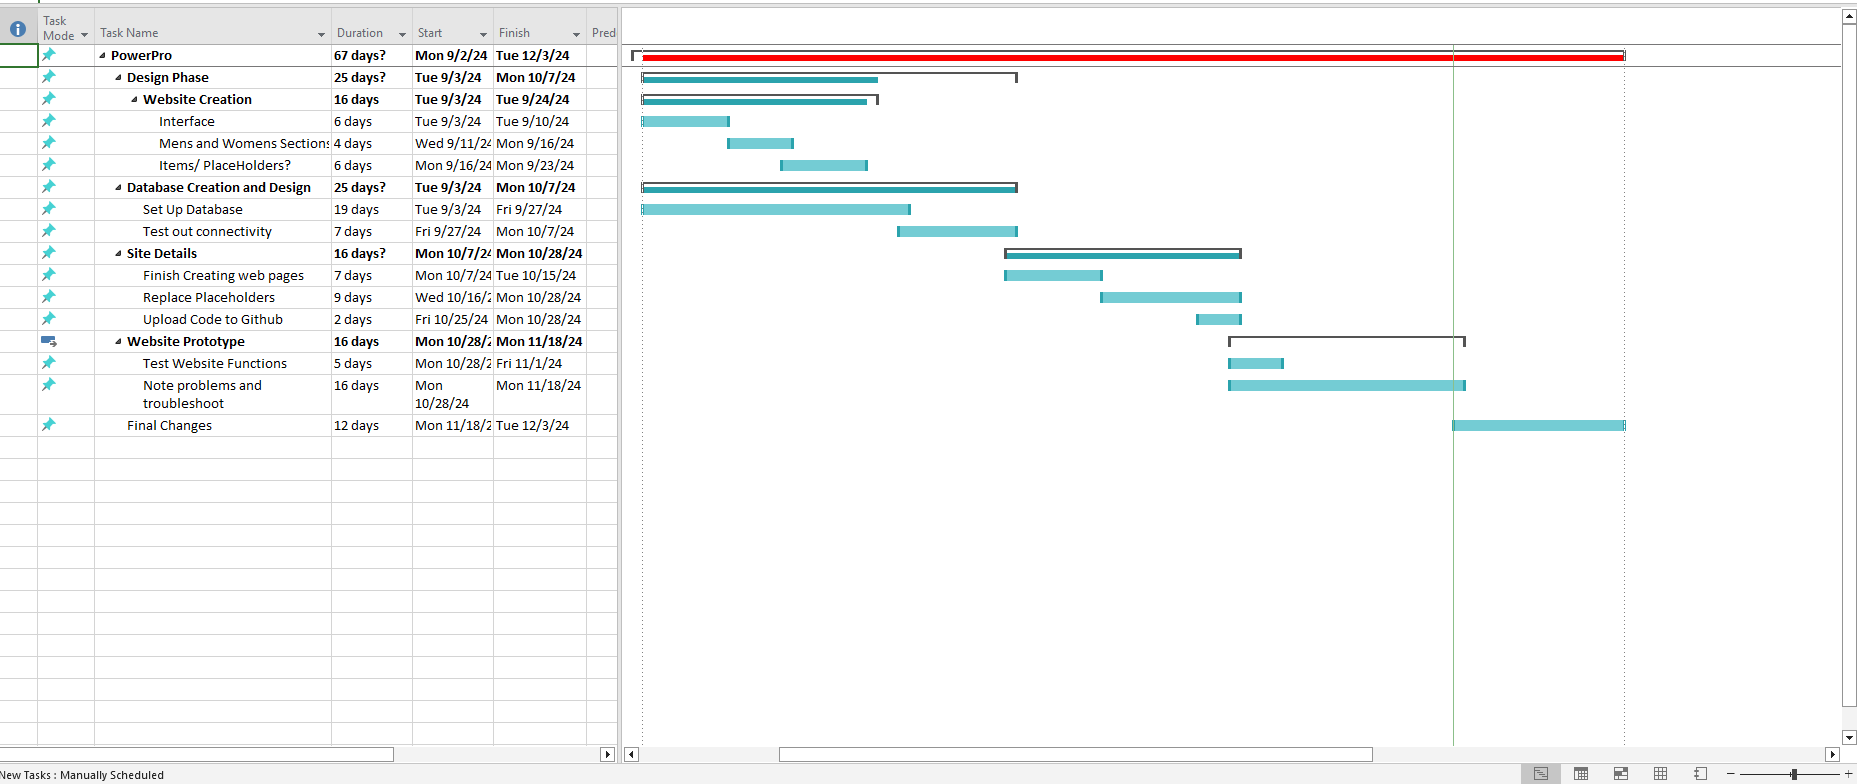 Task
Mode Task Name Duration Start Finish Pred
PowerPro 67 days? Mon 9/2/24 Tue 12/3/24
Design Phase 25 days? Tue 9/3/24 Mon 10/7/24
Website Creation 16 days Tue 9/3/24 Tue 9/24/24
Interface 6 days Tue 9/3/24 Tue 9/10/24
Mens and Womens Sections 4 days Wed 9/11/24 Mon 9/16/24
Items/ PlaceHolders? 6 days Mon 9/16/24 Mon 9/23/24
Database Creation and Design 25 days? Tue 9/3/24 Mon 10/7/24
Set Up Database 19 days Tue 9/3/24 Fri 9/27/24
Test out connectivity 7 days Fri 9/27/24 Mon 10/7/24
Site Details 16 days? Mon 10/7/24 Mon 10/28/24
Finish Creating web pages 7 days Mon 10/7/24 Tue 10/15/24
Replace Placeholders 9 days Wed 10/16/2 Mon 10/28/24
Upload Code to Github 2 days Fri 10/25/24 Mon 10/28/24
Website Prototype 16 days Mon 10/28/2 Mon 11/18/24
Test Website Functions 5 days Mon 10/28/2 Fri 11/1/24
Note problems and 16 days Mon Mon 11/18/24
troubleshoot 10/28/24
Final Changes 12 days Mon 11/18/2 Tue 12/3/24
New Tasks : Manually Scheduled